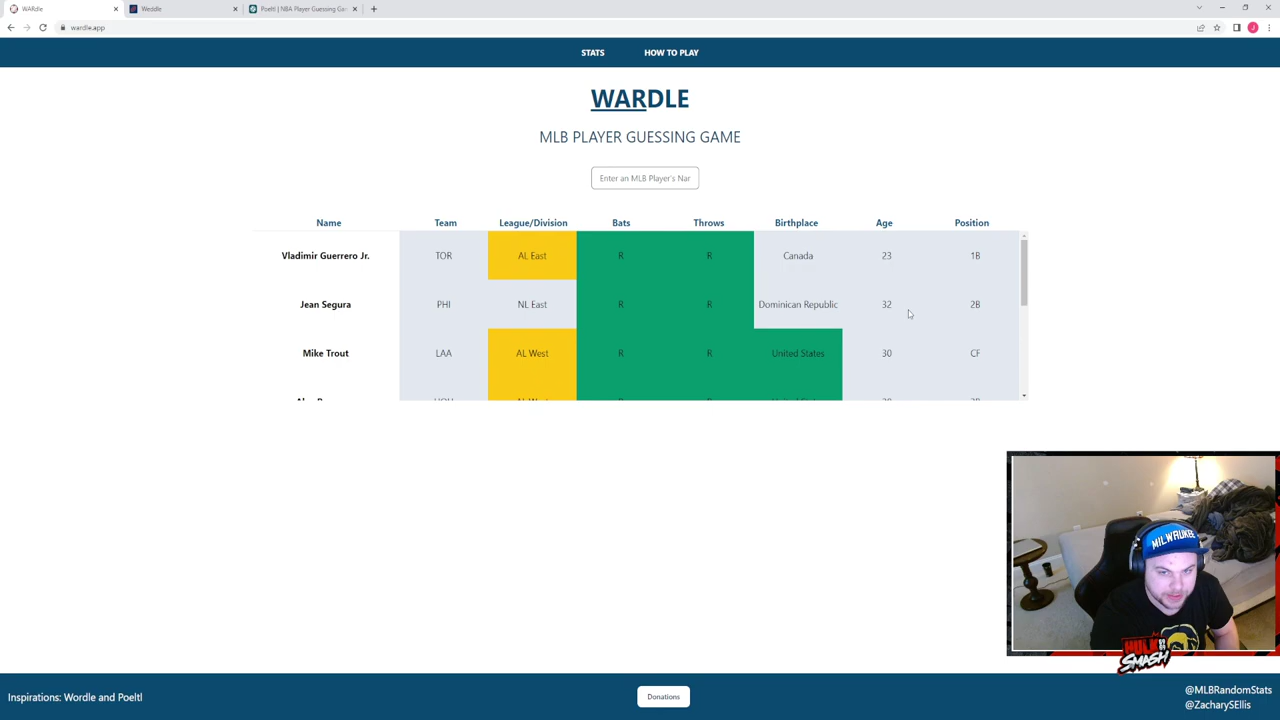 WARdle
Weddle
Poeltl | NBA Player Guessing Ga
wardle.app
J
STATS HOW TO PLAY
WARDLE
MLB PLAYER GUESSING GAME
Enter an MLB Player's Nar
Name Team League/Division Bats Throws Birthplace Age Position
Vladimir Guerrero Jr. TOR AL East R R Canada 23 1B
Jean Segura PHI NL East R R Dominican Republic 32 2B
Mike Trout LAA AL West R R United States 30 CF
MILWAUKEE
HULK
SMASH
Inspirations: Wordle and Poeltl
Donations
@MLBRandomStats
@ZacharySEllis